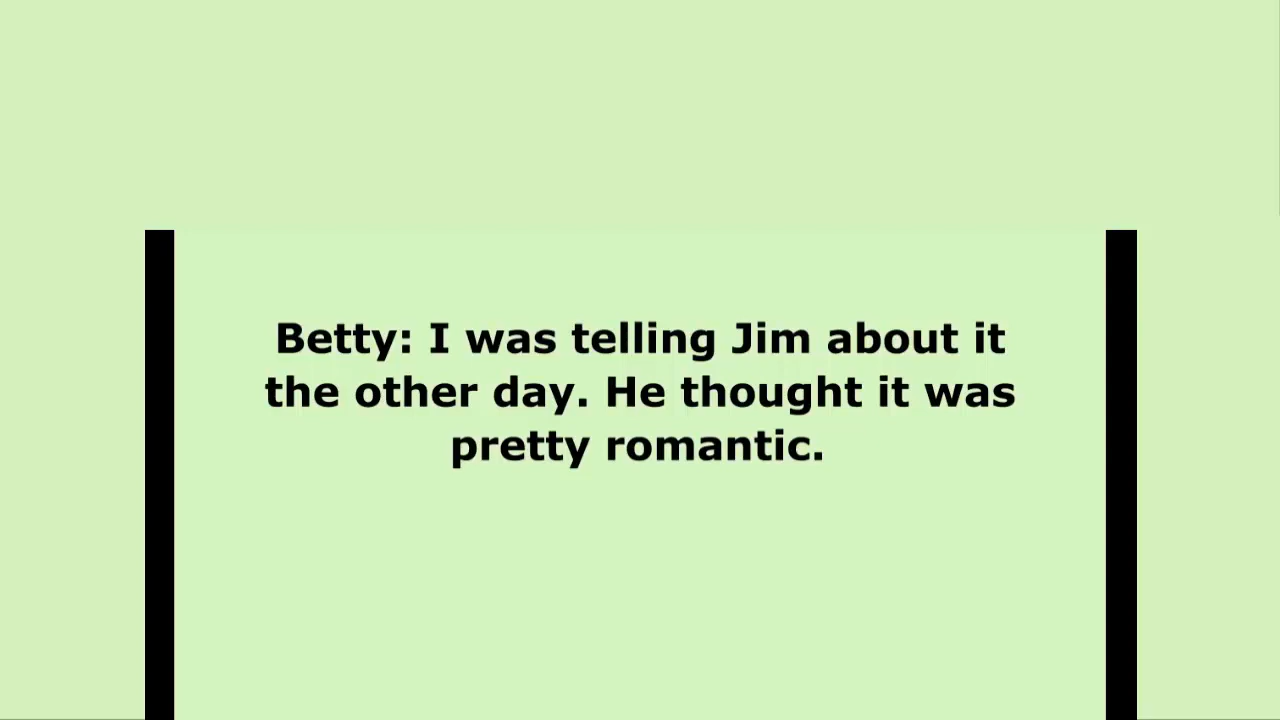 Betty: I was telling Jim about it
the other day. He thought it was
pretty romantic.